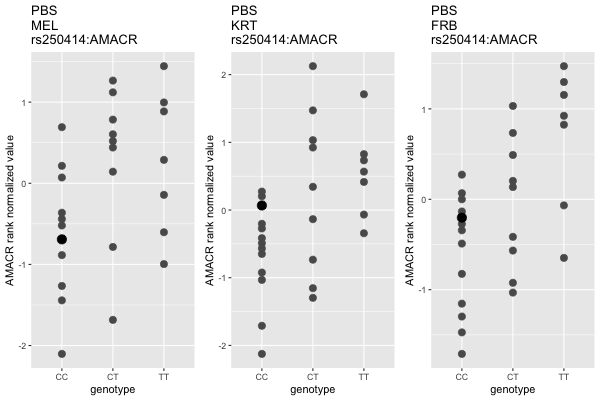 PBS
MEL
rs250414:AMACR
AMACR rank normalized value
1
0
-1
-2
CC
CT
TT
genotype
PBS
KRT
rs250414:AMACR
AMACR rank normalized value
2
1
0
-1
-2
CC
CT
TT
genotype
PBS
FRB
rs250414:AMACR
AMACR rank normalized value
1
0
-1
CC
CT
TT
genotype